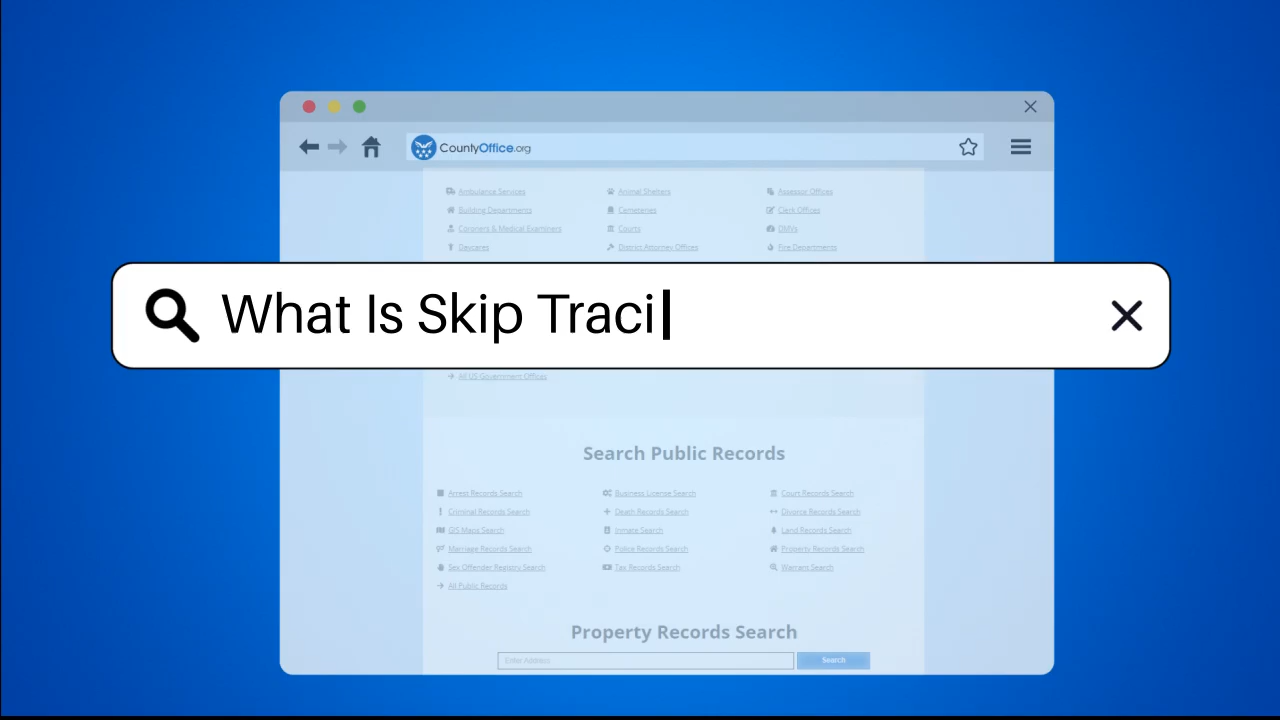 CountyOffice.org
Ambulance Services
Animal Shelters
Assessor Offices
Building Departments
Cemeteries
Clerk Offices
Coroners & Medical Examiners
Courts
DMVs
Daycares
District Attorney Offices
Fire Departments
What Is Skip Traci
All US Government Offices
Search Public Records
Arrest Records Search
Business License Search
Court Records Search
Criminal Records Search
Death Records Search
Divorce Records Search
GIS Maps Search
Inmate Search
Land Records Search
Marriage Records Search
Police Records Search
Property Records Search
Sex Offender Registry Search
Tax Records Search
Warrant Search
All Public Records
Property Records Search
Enter Address
Search